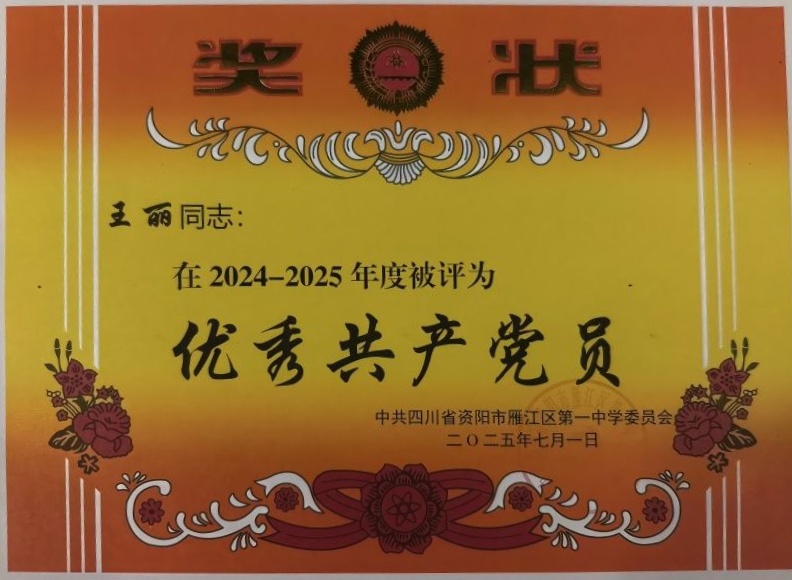 奖状
王丽同志：
在2024-2025年度被评为
优秀共产党员
中共四川省资阳市雁江区第一中学委员会
二O二五年七月一日